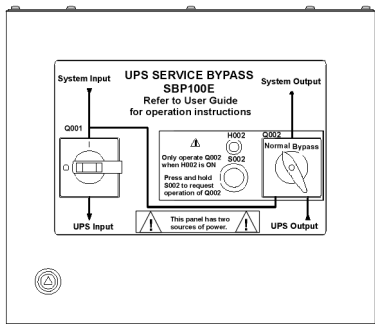 UPS SERVICE BYPASS
SBP100E
Refer to User Guide
for operation instructions
System Input
System Output
Q001
I
O
UPS Input
H002
Only operate Q002
when H002 is ON
S002
Press and hold
S002 to request
operation of Q002
Q002
Normal Bypass
UPS Output
This panel has two
sources of power.
! !